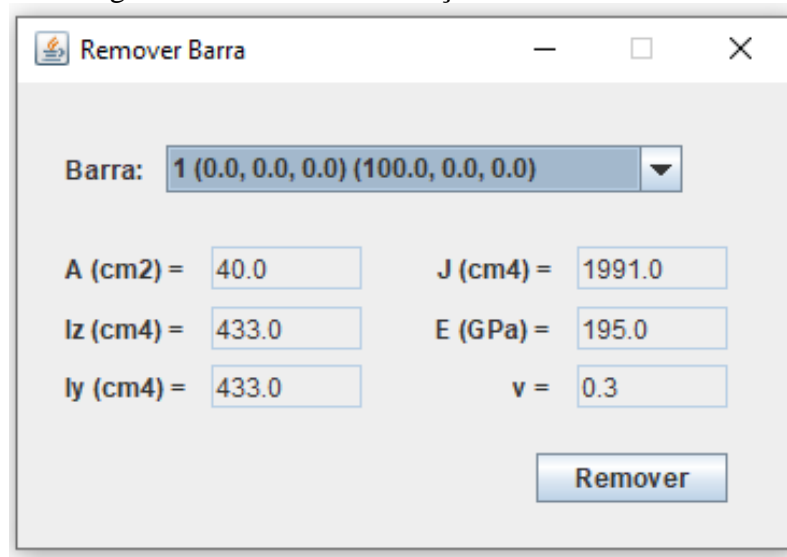 Remover Barra
Barra: 1 (0.0, 0.0, 0.0) (100.0, 0.0, 0.0)
A (cm2) = 40.0 J (cm4) = 1991.0
Iz (cm4) = 433.0 E (GPa) = 195.0
Iy (cm4) = 433.0 v = 0.3
Remover